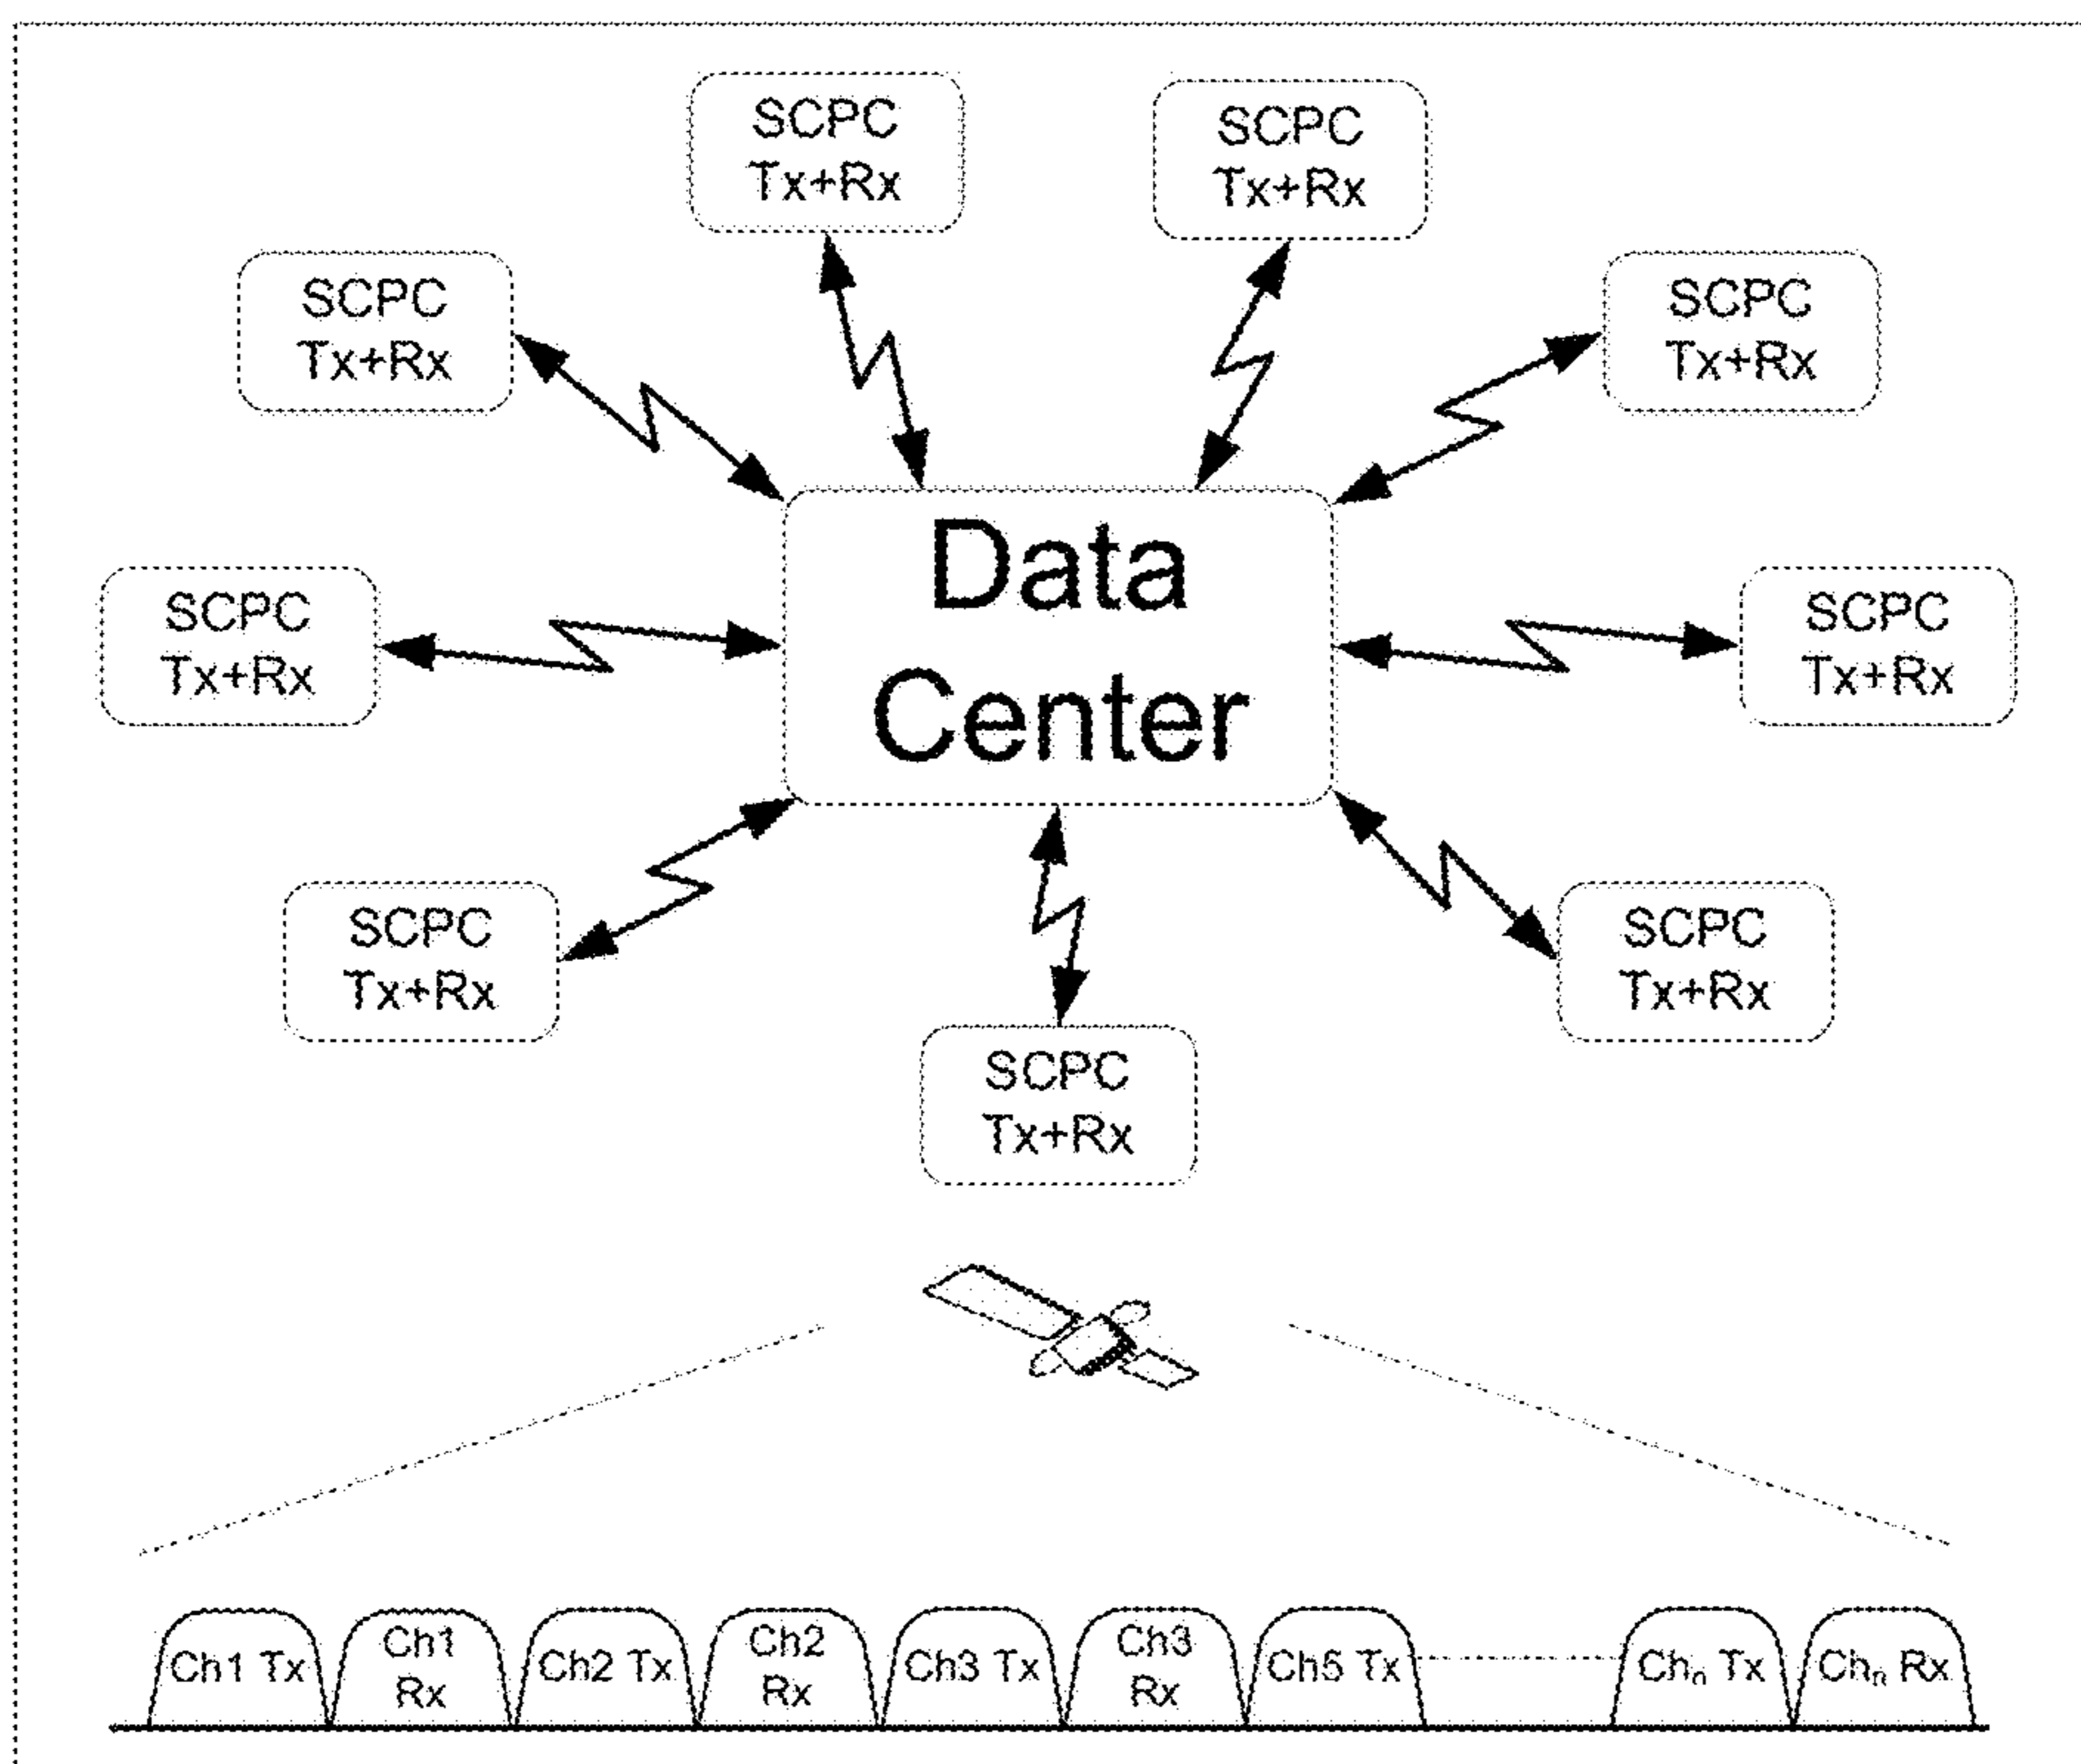 SCPC
Tx+Rx
SCPC
Tx+Rx
SCPC
Tx+Rx
SCPC
Tx+Rx
Data
Center
SCPC
Tx+Rx
SCPC
Tx+Rx
SCPC
Tx+Rx
SCPC
Tx+Rx
SCPC
Tx+Rx
Ch1 Tx
Ch1
Rx
Ch2 Tx
Ch2
Rx
Ch3 Tx
Ch3
Rx
Ch5 Tx
Chₙ Tx
Chₙ Rx